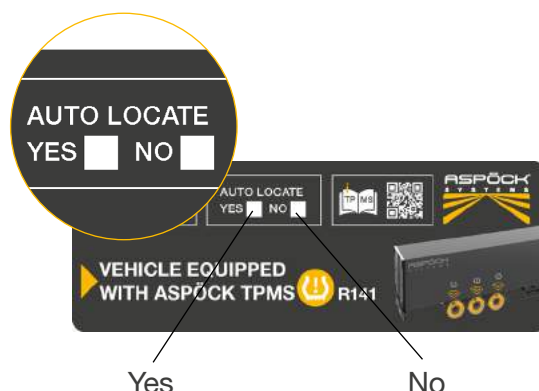 AUTO LOCATE
YES NO
AUTO LOCATE
YES NO
TP MS
ASPÖCK
SYSTEMS
VEHICLE EQUIPPED
WITH ASPÖCK TPMS R141
ASPÖCK
Yes No